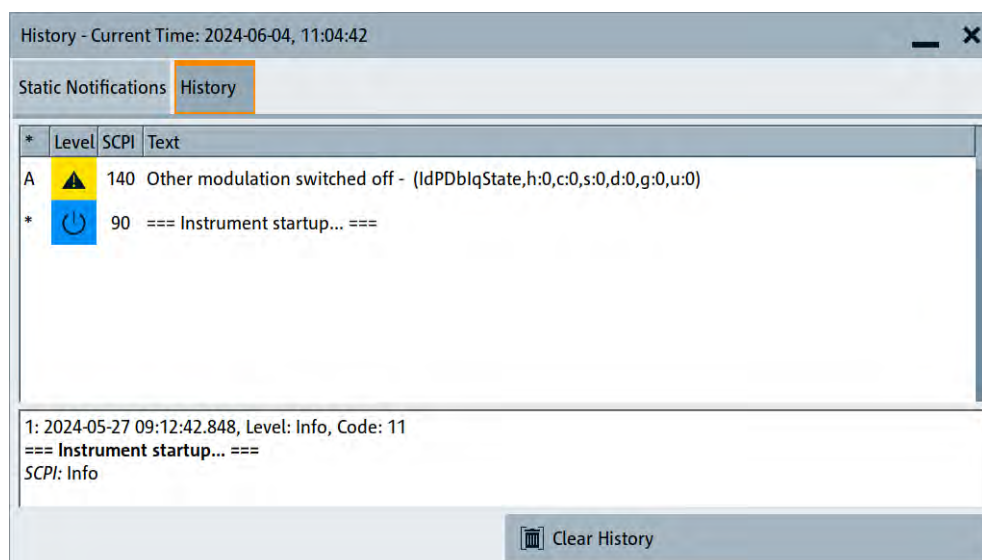 History - Current Time: 2024-06-04, 11:04:42
Static Notifications History
* Level SCPI Text
A 140 Other modulation switched off - (IdPDbIqState,h:0,c:0,s:0,d:0,g:0,u:0)
* 90 === Instrument startup... ===
1: 2024-05-27 09:12:42.848, Level: Info, Code: 11
=== Instrument startup... ===
SCPI: Info
Clear History